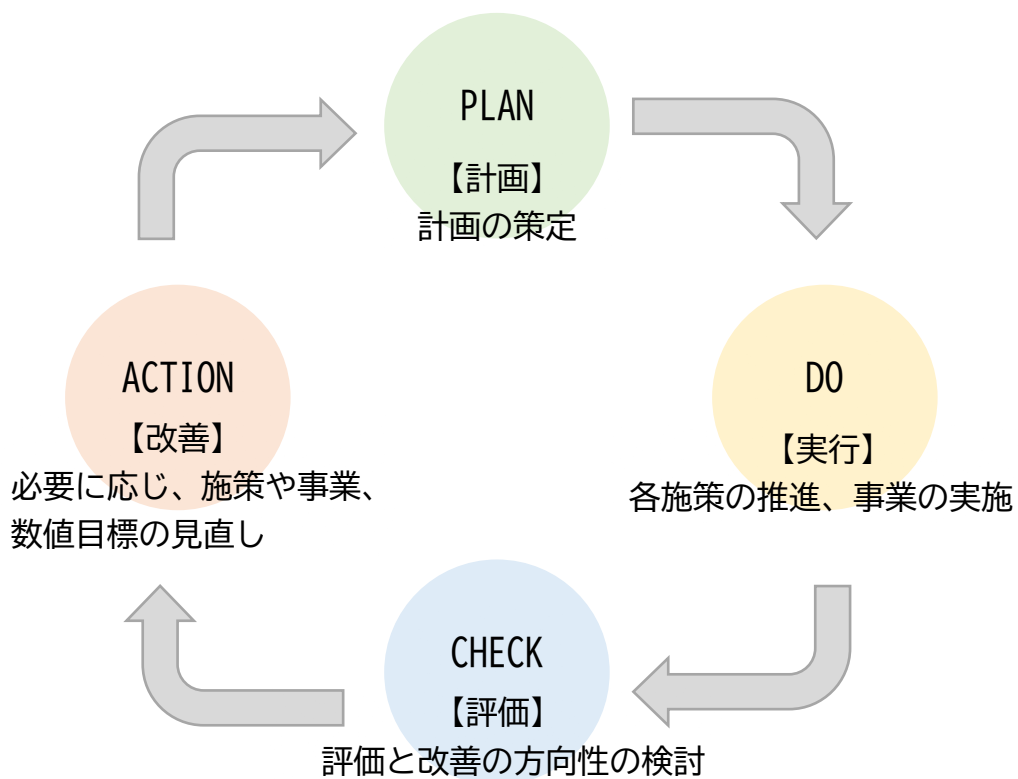 PLAN
【計画】
計画の策定
DO
【実行】
各施策の推進、事業の実施
CHECK
【評価】
評価と改善の方向性の検討
ACTION
【改善】
必要に応じ、施策や事業、
数値目標の見直し